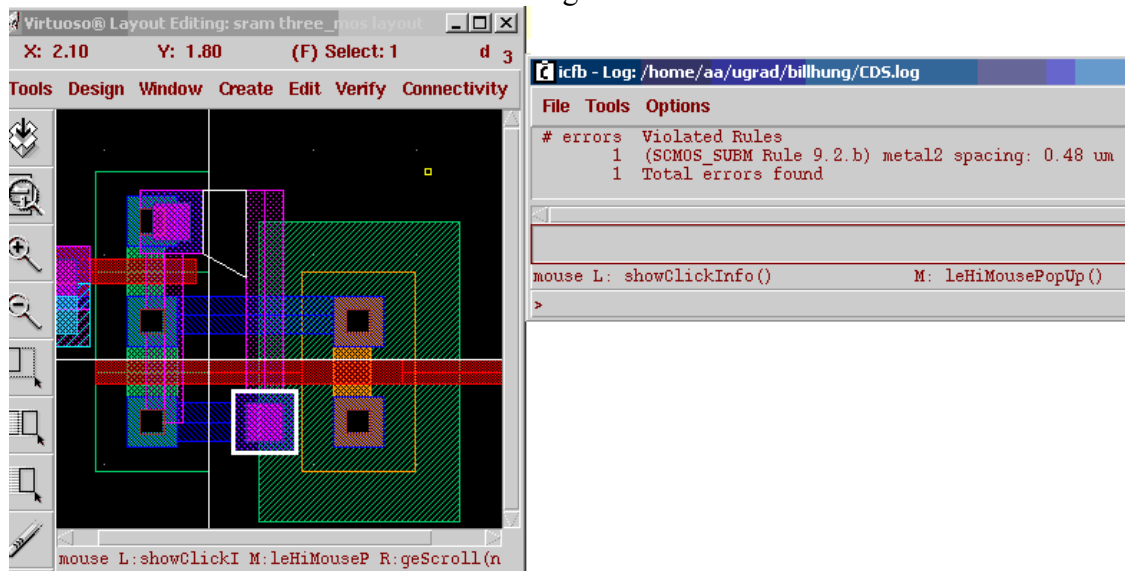 Virtuoso® Layout Editing: sram three_mos layout
X: 2.10 Y: 1.80 (F) Select: 1 d 3
Tools Design Window Create Edit Verify Connectivity
mouse L:showClickI M:leHiMouseP R:geScroll(n
icfb - Log: /home/aa/ugrad/billhung/CDS.log
File Tools Options
# errors Violated Rules
1 (SCMOS_SUBM Rule 9.2.b) metal2 spacing: 0.48 um
1 Total errors found
mouse L: showClickInfo() M: leHiMousePopUp()
>